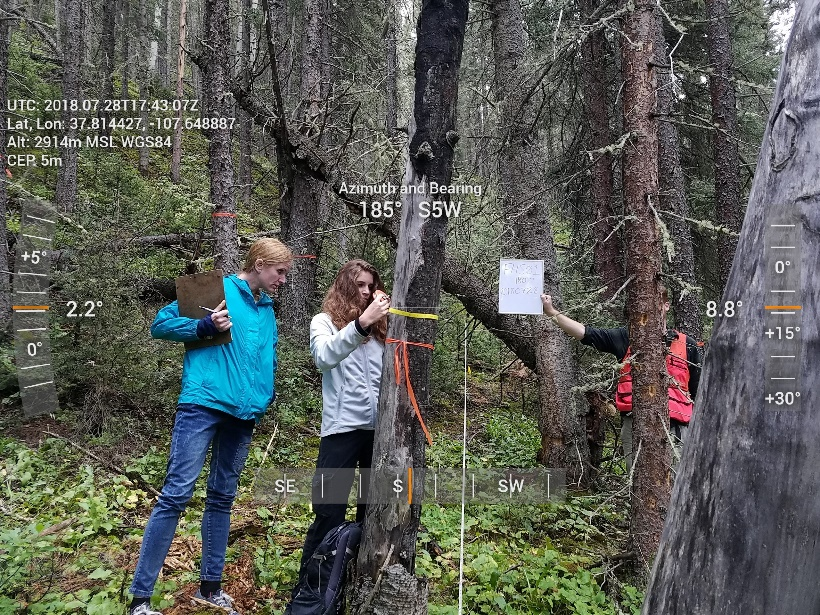 UTC: 2018.07.28T17:43:07Z
Lat, Lon: 37.814427, -107.648887
Alt: 2914m MSL WGS84
CEP 5m
Azimuth and Bearing
185° S5W
+5°
2.2°
0°
0°
8.8°
+15°
+30°
SE
S
SW